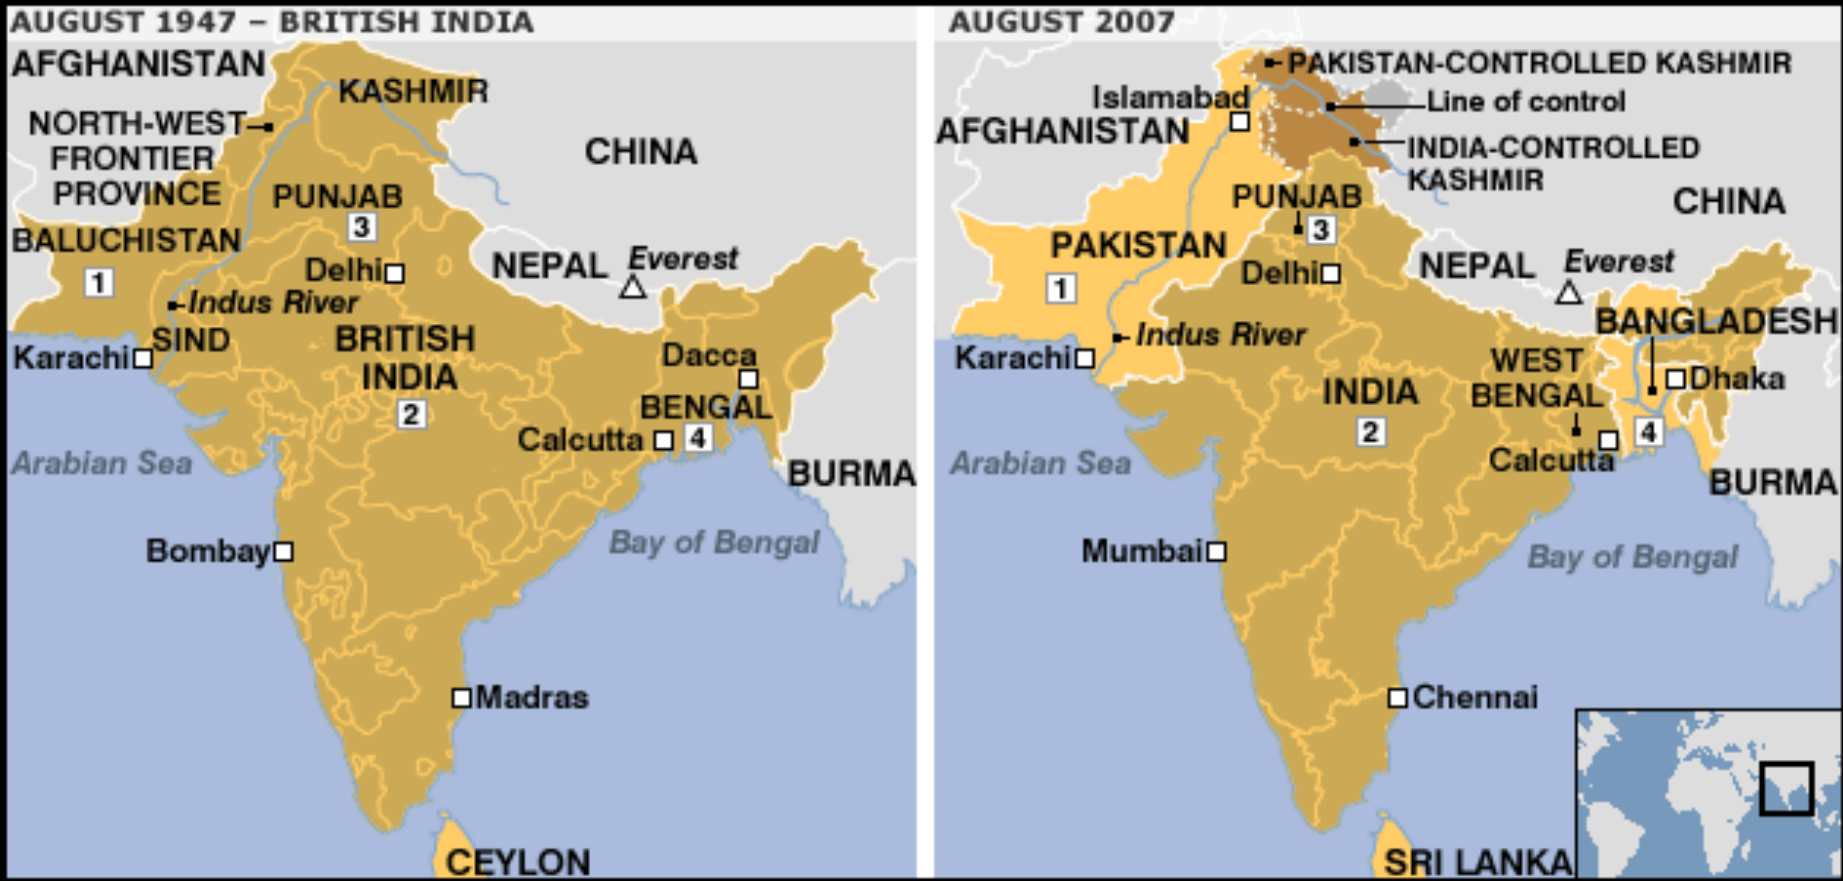 AUGUST 1947 – BRITISH INDIA
AFGHANISTAN
KASHMIR
NORTH-WEST
FRONTIER
PROVINCE
CHINA
PUNJAB
3
BALUCHISTAN
1
Delhi
NEPAL
Everest
Indus River
SIND
Karachi
BRITISH
INDIA
2
Dacca
BENGAL
Calcutta
4
Arabian Sea
BURMA
Bombay
Bay of Bengal
Madras
CEYLON
AUGUST 2007
PAKISTAN-CONTROLLED KASHMIR
Islamabad
Line of control
AFGHANISTAN
INDIA-CONTROLLED
KASHMIR
PUNJAB
3
CHINA
PAKISTAN
1
Delhi
NEPAL
Everest
Indus River
BANGLADESH
Karachi
WEST
BENGAL
Dhaka
INDIA
2
4
Calcutta
Arabian Sea
BURMA
Mumbai
Bay of Bengal
Chennai
SRI LANKA